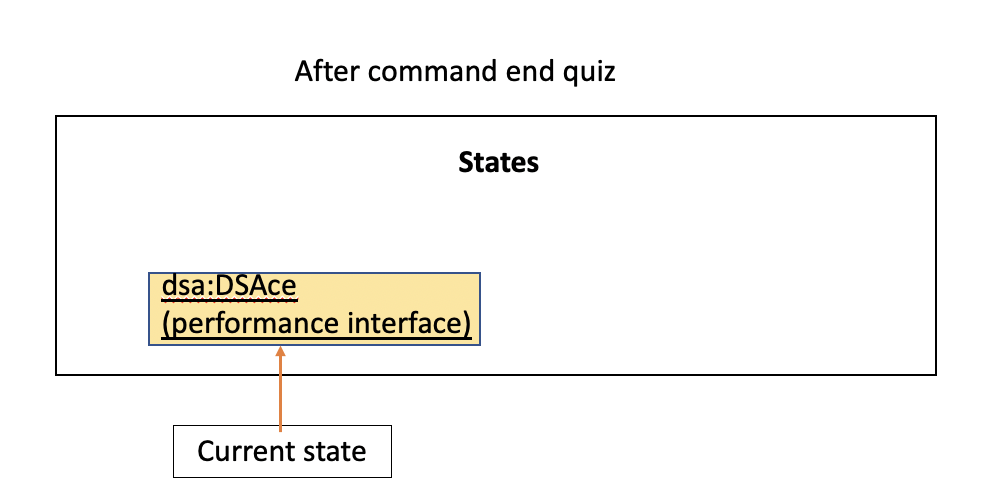 After command end quiz
States
dsa:DSAce
(performance interface)
Current state